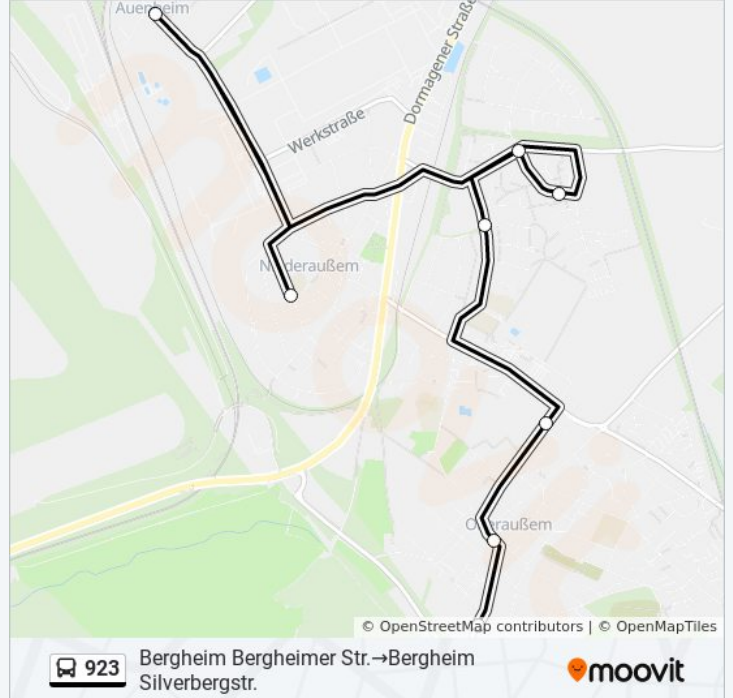 Auenheim
Dormagener Straße
Werkstraße
Niederaußem
Oberaußem
© OpenStreetMap contributors | © OpenMapTiles
923
Bergheim Bergheimer Str.→Bergheim
Silverbergstr.
moovit